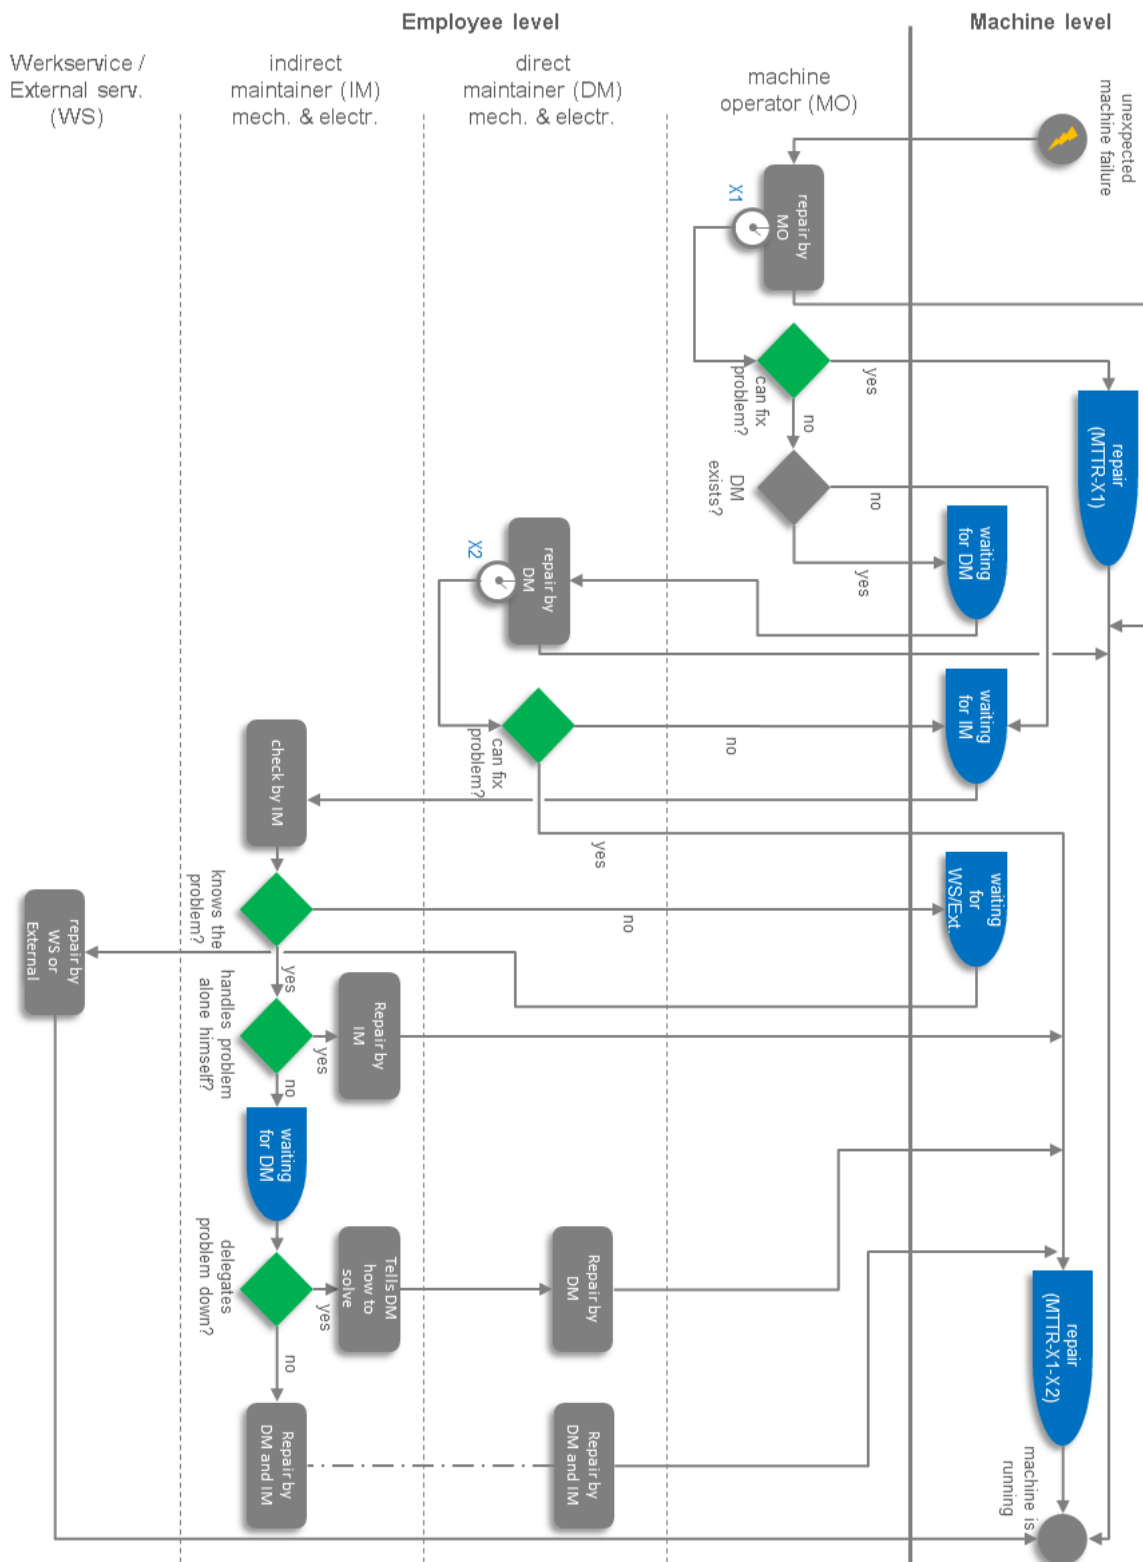 Employee level
Machine level
Werkservice /
External serv.
(WS)
indirect
maintainer (IM)
mech. & electr.
direct
maintainer (DM)
mech. & electr.
machine
operator (MO)
unexpected
machine failure
repair by
MO
X1
can fix
problem?
yes
no
repair
(MTTR-X1)
DM
exists?
no
yes
waiting
for DM
repair by
DM
X2
can fix
problem?
no
yes
waiting
for IM
check by IM
knows the
problem?
no
yes
waiting
for
WS/Ext.
repair by
WS or
External
handles problem
alone himself?
yes
no
Repair by
IM
waiting
for DM
delegates
problem down?
yes
no
Tells DM
how to
solve
Repair by
DM
repair
(MTTR-X1-X2)
Repair by
DM and IM
Repair by
DM and IM
machine is
running